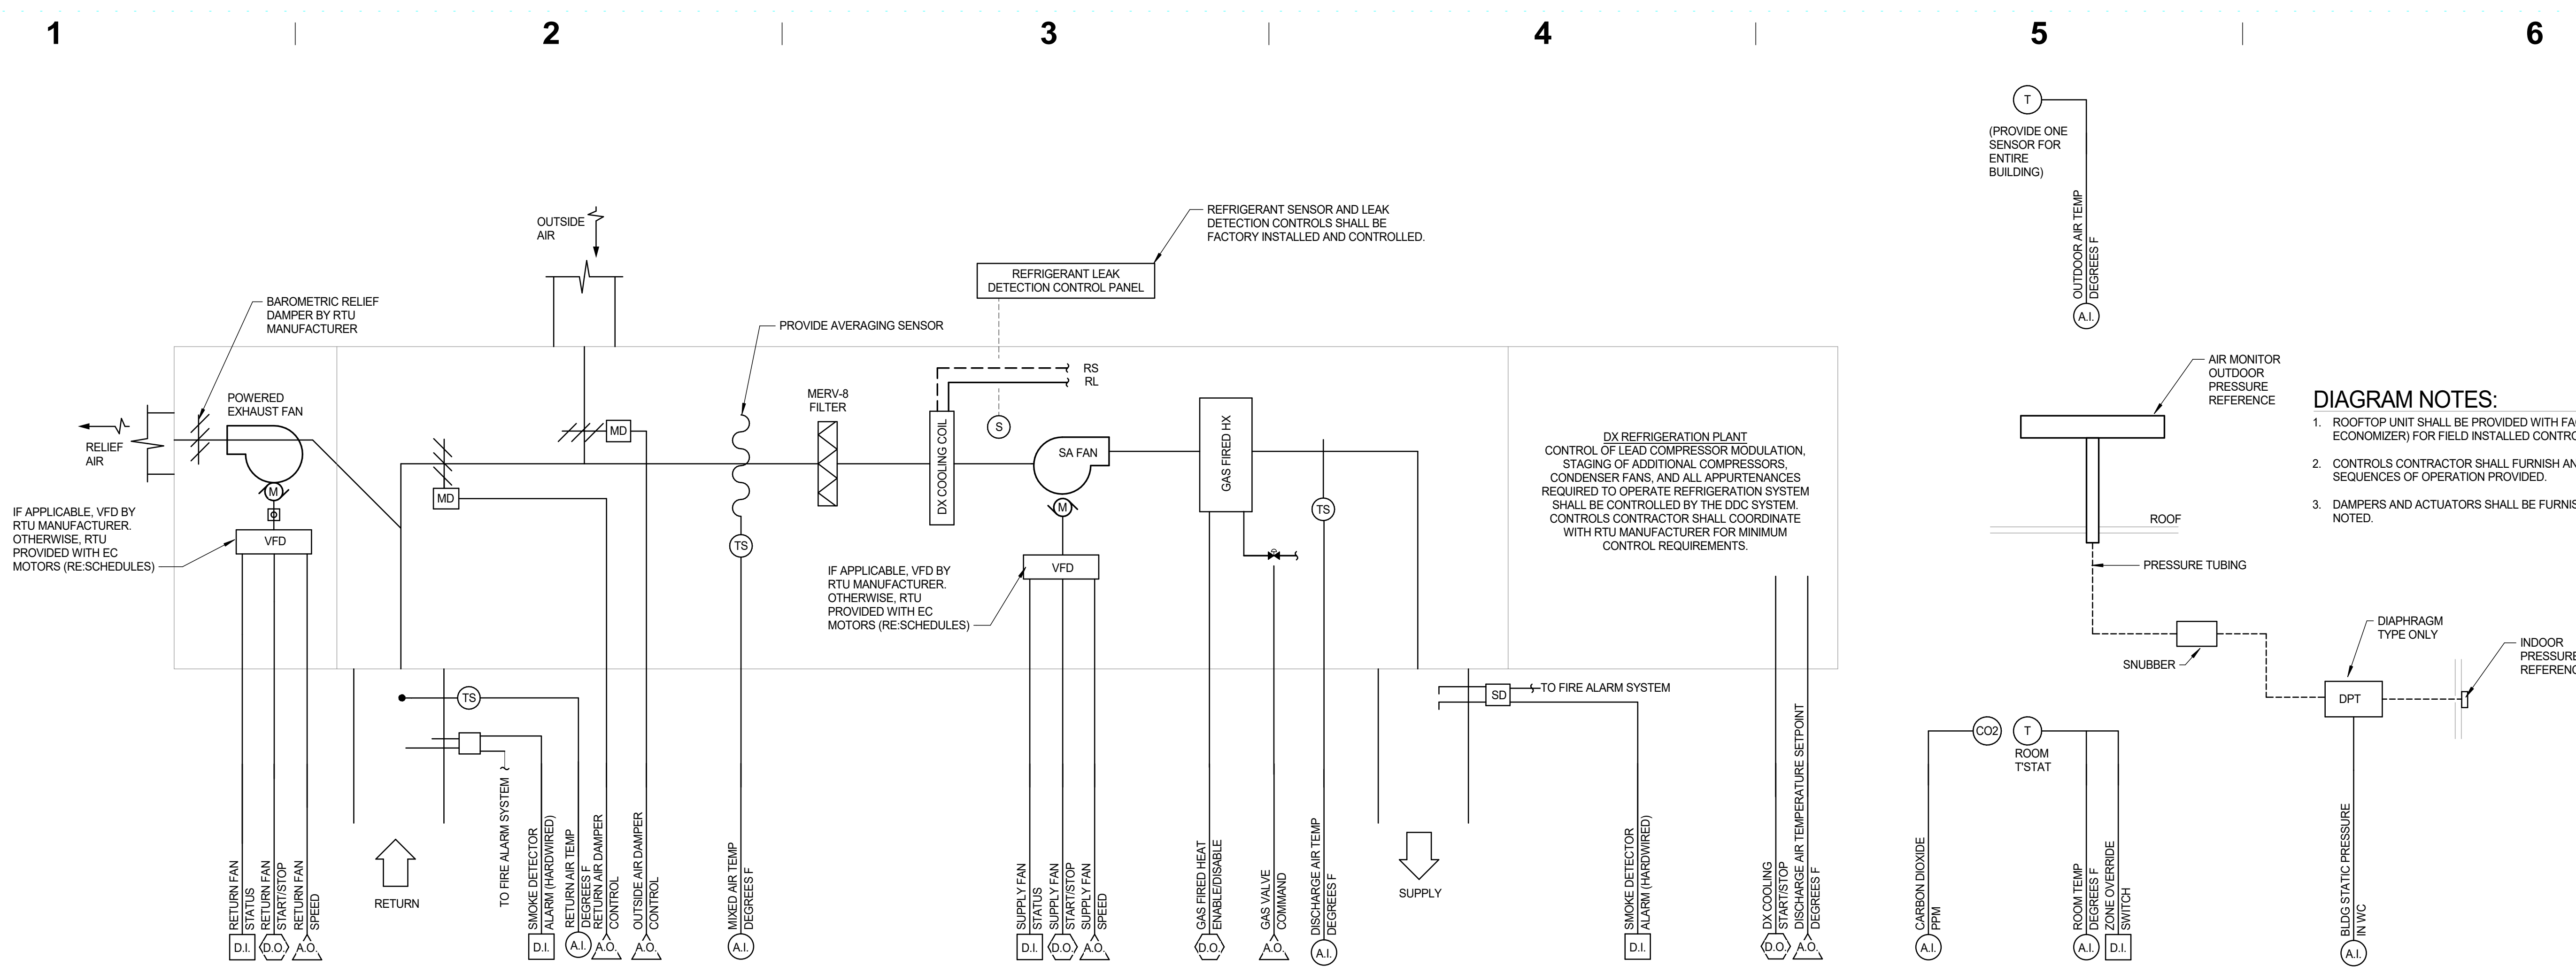 1
2
3
4
5
6
T
(PROVIDE ONE
SENSOR FOR
ENTIRE
BUILDING)
OUTDOOR AIR TEMP
DEGREES F
A.I.
OUTSIDE
AIR
REFRIGERANT SENSOR AND LEAK
DETECTION CONTROLS SHALL BE
FACTORY INSTALLED AND CONTROLLED.
REFRIGERANT LEAK
DETECTION CONTROL PANEL
BAROMETRIC RELIEF
DAMPER BY RTU
MANUFACTURER
PROVIDE AVERAGING SENSOR
RS
RL
POWERED
EXHAUST FAN
MERV-8
FILTER
MD
S
RELIEF
AIR
DX COOLING COIL
SA FAN
GAS FIRED HX
M
MD
M
TS
TS
IF APPLICABLE, VFD BY
RTU MANUFACTURER.
OTHERWISE, RTU
PROVIDED WITH EC
MOTORS (RE:SCHEDULES)
VFD
IF APPLICABLE, VFD BY
RTU MANUFACTURER.
OTHERWISE, RTU
PROVIDED WITH EC
MOTORS (RE:SCHEDULES)
VFD
DX REFRIGERATION PLANT
CONTROL OF LEAD COMPRESSOR MODULATION,
STAGING OF ADDITIONAL COMPRESSORS,
CONDENSER FANS, AND ALL APPURTENANCES
REQUIRED TO OPERATE REFRIGERATION SYSTEM
SHALL BE CONTROLLED BY THE DDC SYSTEM.
CONTROLS CONTRACTOR SHALL COORDINATE
WITH RTU MANUFACTURER FOR MINIMUM
CONTROL REQUIREMENTS.
AIR MONITOR
OUTDOOR
PRESSURE
REFERENCE
ROOF
PRESSURE TUBING
SNUBBER
DIAPHRAGM
TYPE ONLY
DPT
INDOOR
PRESSURE
DIAGRAM NOTES:
1. ROOFTOP UNIT SHALL BE PROVIDED WITH
ECONOMIZER) FOR FIELD INSTALLED
2. CONTROLS CONTRACTOR SHALL FURNISH
SEQUENCES OF OPERATION PROVIDED.
3. DAMPERS AND ACTUATORS SHALL BE
NOTED.
TS
SD
TO FIRE ALARM SYSTEM
CO2
T
ROOM
T'STAT
RETURN
SUPPLY
RETURN FAN
STATUS
D.I.
RETURN FAN
START/STOP
D.O.
RETURN FAN
SPEED
A.O.
TO FIRE ALARM SYSTEM
SMOKE DETECTOR
ALARM (HARDWIRED)
D.I.
RETURN AIR TEMP
DEGREES F
A.I.
RETURN AIR DAMPER
CONTROL
A.O.
OUTSIDE AIR DAMPER
CONTROL
A.O.
MIXED AIR TEMP
DEGREES F
A.I.
SUPPLY FAN
STATUS
D.I.
SUPPLY FAN
START/STOP
D.O.
SUPPLY FAN
SPEED
A.O.
GAS FIRED HEAT
ENABLE/DISABLE
D.O.
GAS VALVE
COMMAND
A.O.
DISCHARGE AIR TEMP
DEGREES F
A.I.
SMOKE DETECTOR
ALARM (HARDWIRED)
D.I.
DX COOLING
START/STOP
D.O.
DISCHARGE AIR TEMPERATURE SETPOINT
DEGREES F
A.O.
CARBON DIOXIDE
PPM
A.I.
ROOM TEMP
DEGREES F
A.I.
ZONE OVERRIDE
SWITCH
D.I.
BLDG STATIC PRESSURE
IN WC
A.I.